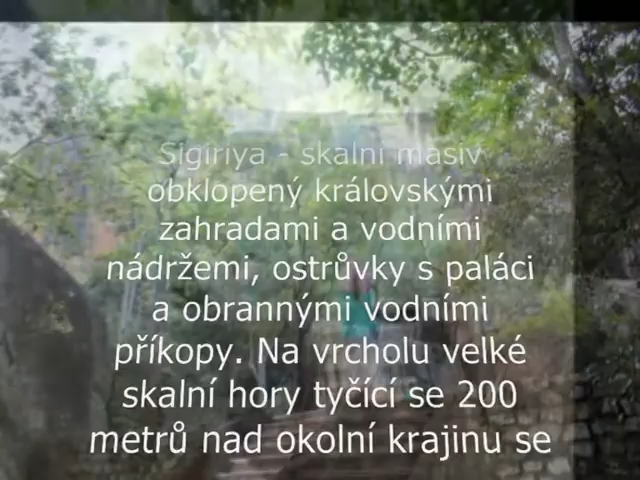 Sigiriya - skalní masiv
obklopený královskými
zahradami a vodními
nádržemi, ostrůvky s paláci
a obrannými vodními
příkopy. Na vrcholu velké
skalní hory tyčící se 200
metrů nad okolní krajinu se